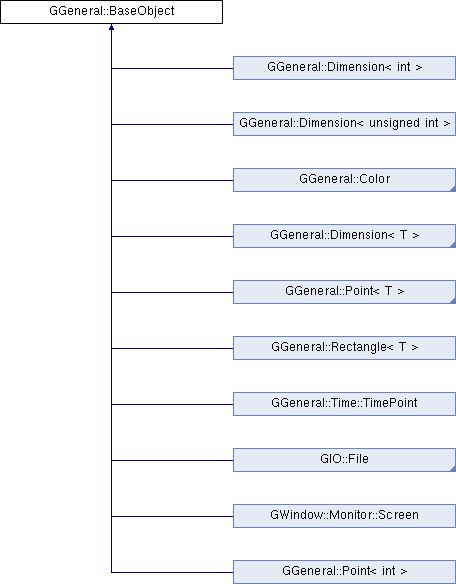 GGeneral::BaseObject
GGeneral::Dimension< int >
GGeneral::Dimension< unsigned int >
GGeneral::Color
GGeneral::Dimension< T >
GGeneral::Point< T >
GGeneral::Rectangle< T >
GGeneral::Time::TimePoint
GIO::File
GWindow::Monitor::Screen
GGeneral::Point< int >